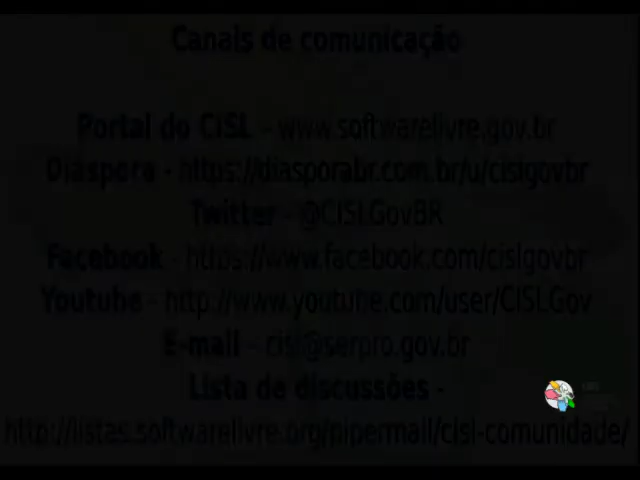 Canais de comunicação
Portal do CISL - www.softwarelivre.gov.br
Diaspora - https://diasporabr.com.br/u/cislgovbr
Twitter - @CISLGovBR
Facebook - https://www.facebook.com/cislgovbr
Youtube - http://www.youtube.com/user/CISLGov
E-mail - cisl@serpro.gov.br
Lista de discussões -
http://listas.softwarelivre.org/pipermail/cisl-comunidade/